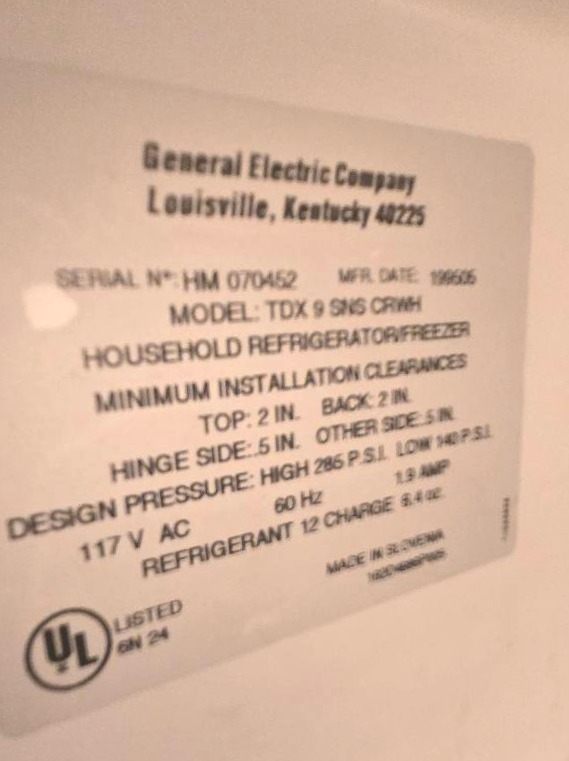 General Electric Company
Louisville, Kentucky 40225
SERIAL N°: HM 070452 MFR. DATE: 199505
MODEL: TDX 9 SNS CRWH
HOUSEHOLD REFRIGERATOR/FREEZER
MINIMUM INSTALLATION CLEARANCES
TOP: 2 IN. BACK: 2 IN.
HINGE SIDE: .5 IN. OTHER SIDE: .5 IN.
DESIGN PRESSURE: HIGH 285 P.S.I. LOW 140 P.S.I.
117 V AC 60 Hz 1.9 AMP
REFRIGERANT 12 CHARGE 6.4 oz.
MADE IN SLOVENIA
UL LISTED
6N 24